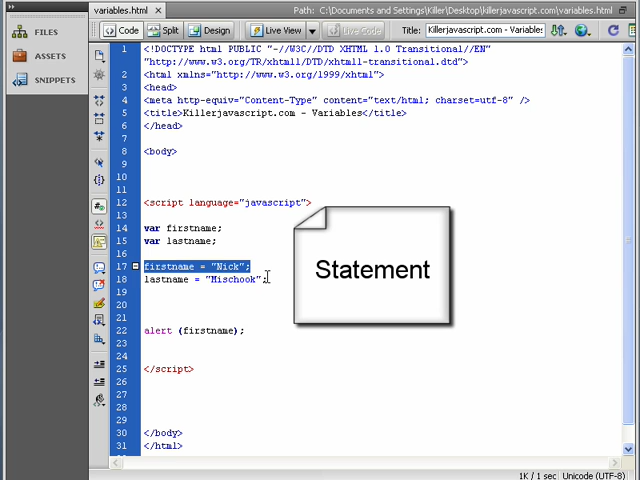 variables.html
Path: C:\Documents and Settings\Killer\Desktop\killerjavascript.com\variables.html
FILES
ASSETS
SNIPPETS
Code
Split
Design
Live View
Live Code
Title:
Killerjavascript.com - Variables
1 <!DOCTYPE html PUBLIC "-//W3C//DTD XHTML 1.0 Transitional//EN"
"http://www.w3.org/TR/xhtml1/DTD/xhtml1-transitional.dtd">
2 <html xmlns="http://www.w3.org/1999/xhtml">
3 <head>
4 <meta http-equiv="Content-Type" content="text/html; charset=utf-8" />
5 <title>Killerjavascript.com - Variables</title>
6 </head>
7
8 <body>
9
10
11
12 <script language="javascript">
13
14 var firstname;
15 var lastname;
16
17 firstname = "Nick";
18 lastname = "Mischook";
19
20
21
22 alert (firstname);
23
24
25 </script>
26
27
28
29
30 </body>
31 </html>
Statement
1K / 1 sec Unicode (UTF-8)